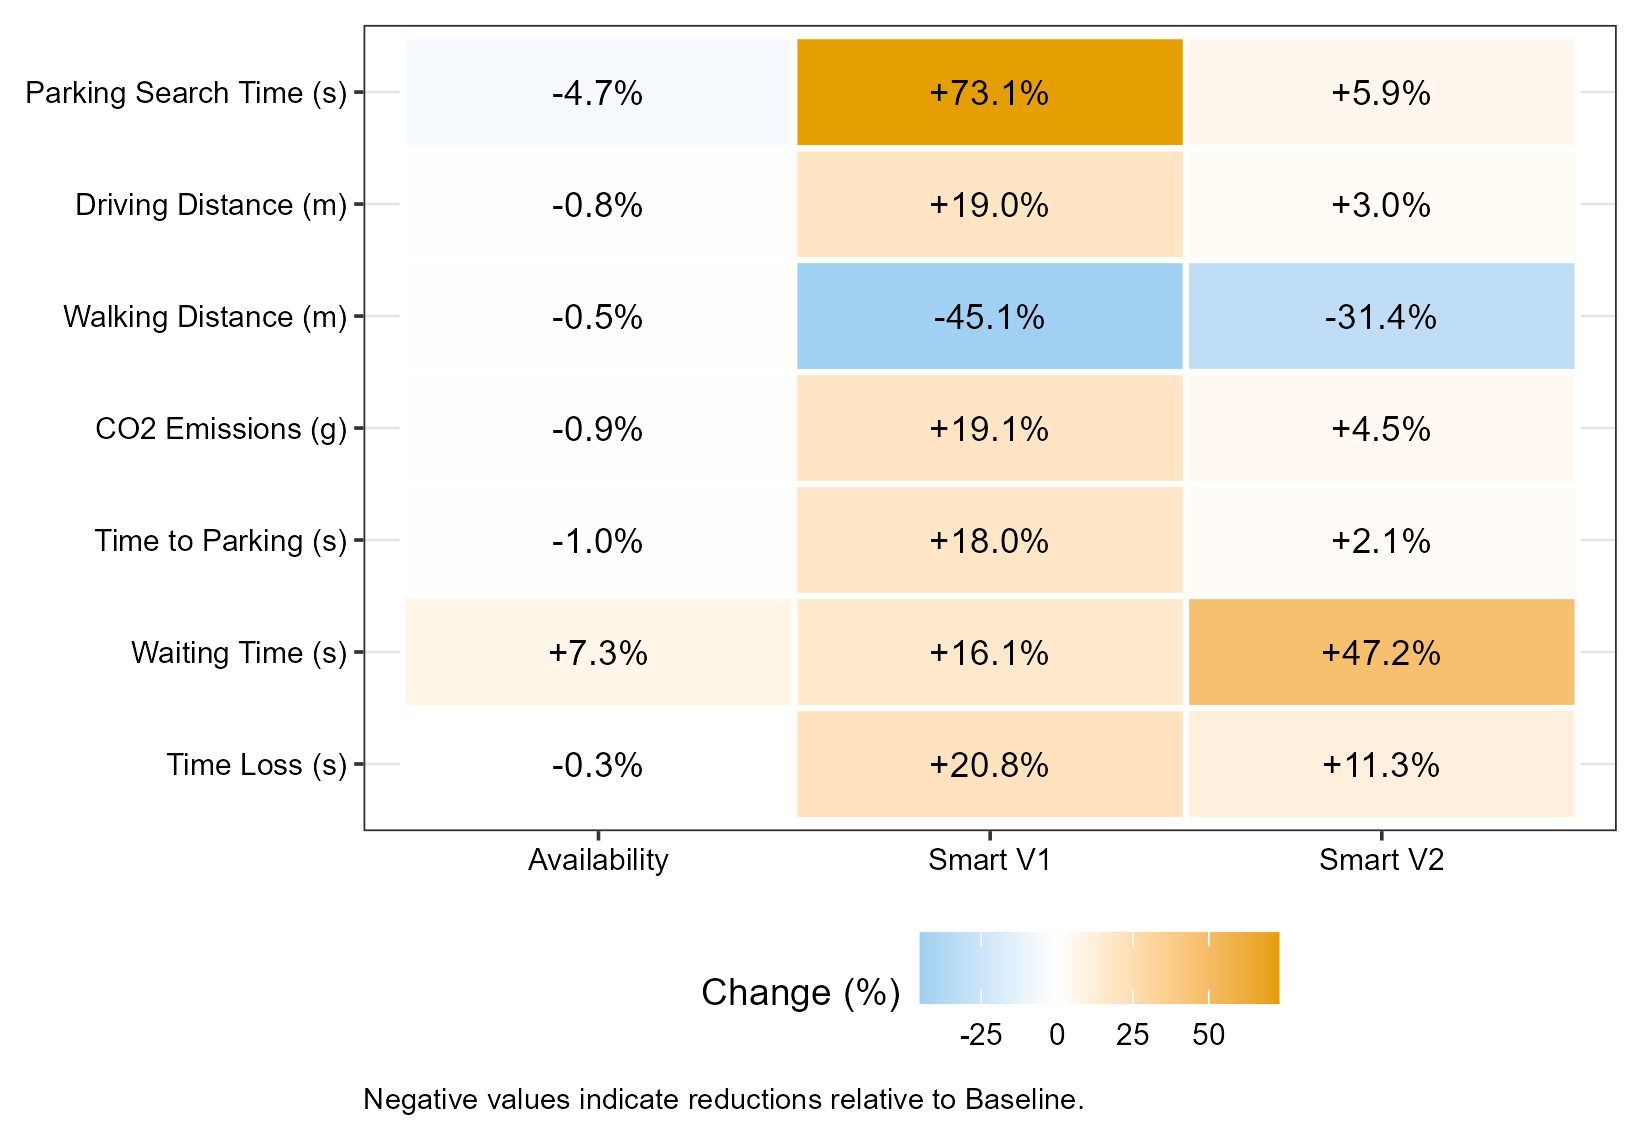 Parking Search Time (s) -4.7% +73.1% +5.9%
Driving Distance (m) -0.8% +19.0% +3.0%
Walking Distance (m) -0.5% -45.1% -31.4%
CO2 Emissions (g) -0.9% +19.1% +4.5%
Time to Parking (s) -1.0% +18.0% +2.1%
Waiting Time (s) +7.3% +16.1% +47.2%
Time Loss (s) -0.3% +20.8% +11.3%
Availability Smart V1 Smart V2
Change (%)
-25 0 25 50
Negative values indicate reductions relative to Baseline.